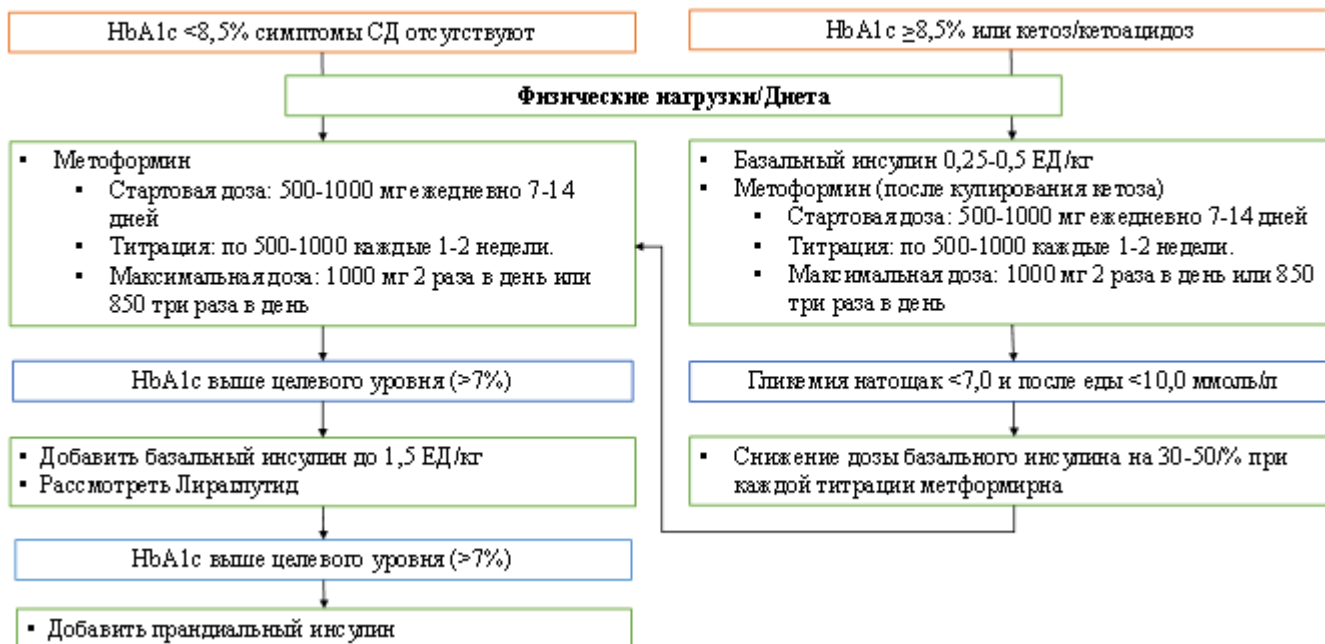 HbA1c <8,5% симптомы СД отсутствуют
HbA1c ≥8,5% или кетоз/кетоацидоз
Физические нагрузки/Диета
▪ Метоформин
▪ Стартовая доза: 500-1000 мг ежедневно 7-14
дней
▪ Титрация: по 500-1000 каждые 1-2 недели.
▪ Максимальная доза: 1000 мг 2 раза в день или
850 три раза в день
▪ Базальный инсулин 0,25-0,5 ЕД/кг
▪ Метоформин (после купирования кетоза)
▪ Стартовая доза: 500-1000 мг ежедневно 7-14 дней
▪ Титрация: по 500-1000 каждые 1-2 недели.
▪ Максимальная доза: 1000 мг 2 раза в день или 850
три раза в день
HbA1c выше целевого уровня (>7%)
Гликемия натощак <7,0 и после еды <10,0 ммоль/л
▪ Добавить базальный инсулин до 1,5 ЕД/кг
▪ Рассмотреть Лираглутид
▪ Снижение дозы базального инсулина на 30-50/% при
каждой титрации метформирна
HbA1c выше целевого уровня (>7%)
▪ Добавить прандиальный инсулин